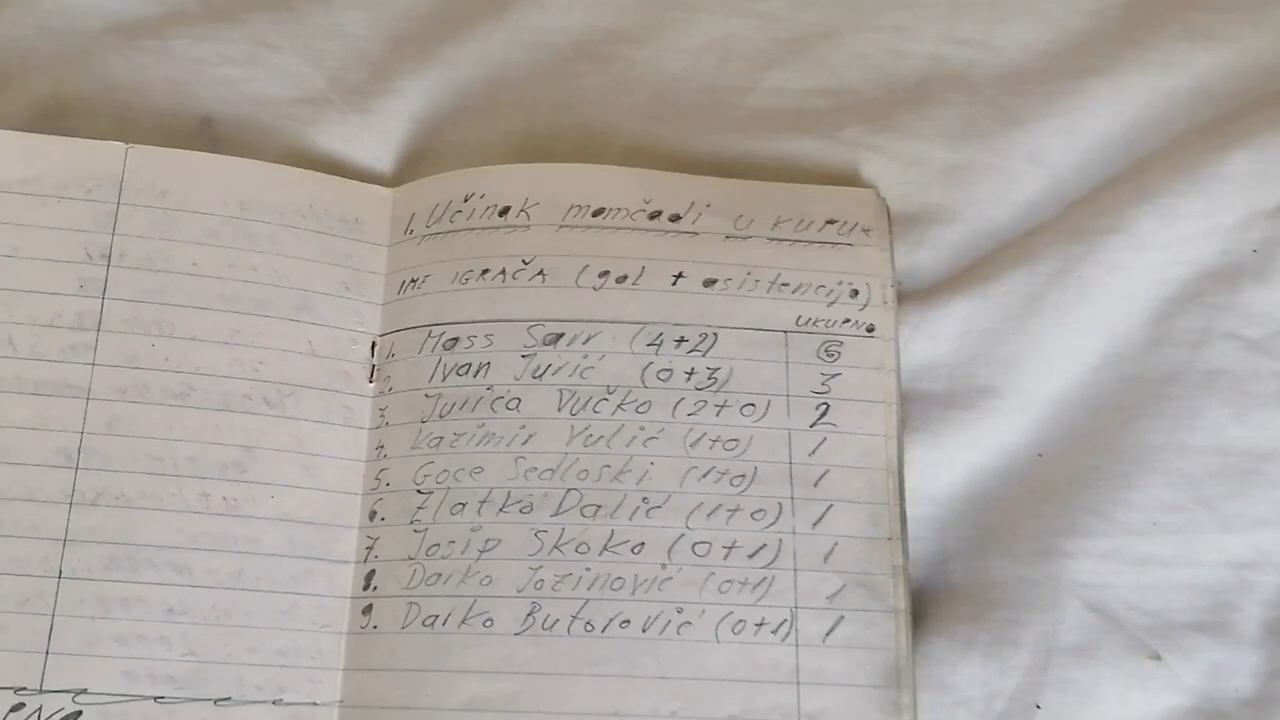 1. Učinak momčadi u kupu
IME IGRAČA (gol + asistencija)
UKUPNO
1. Mass Sarr (4+2) 6
2. Ivan Jurić (0+3) 3
3. Jurica Vučko (2+0) 2
4. Kazimir Vulić (1+0) 1
5. Goce Sedloski (1+0) 1
6. Zlatko Dalić (1+0) 1
7. Josip Skoko (0+1) 1
8. Darko Jozinović (0+1) 1
9. Darko Butorović (0+1) 1